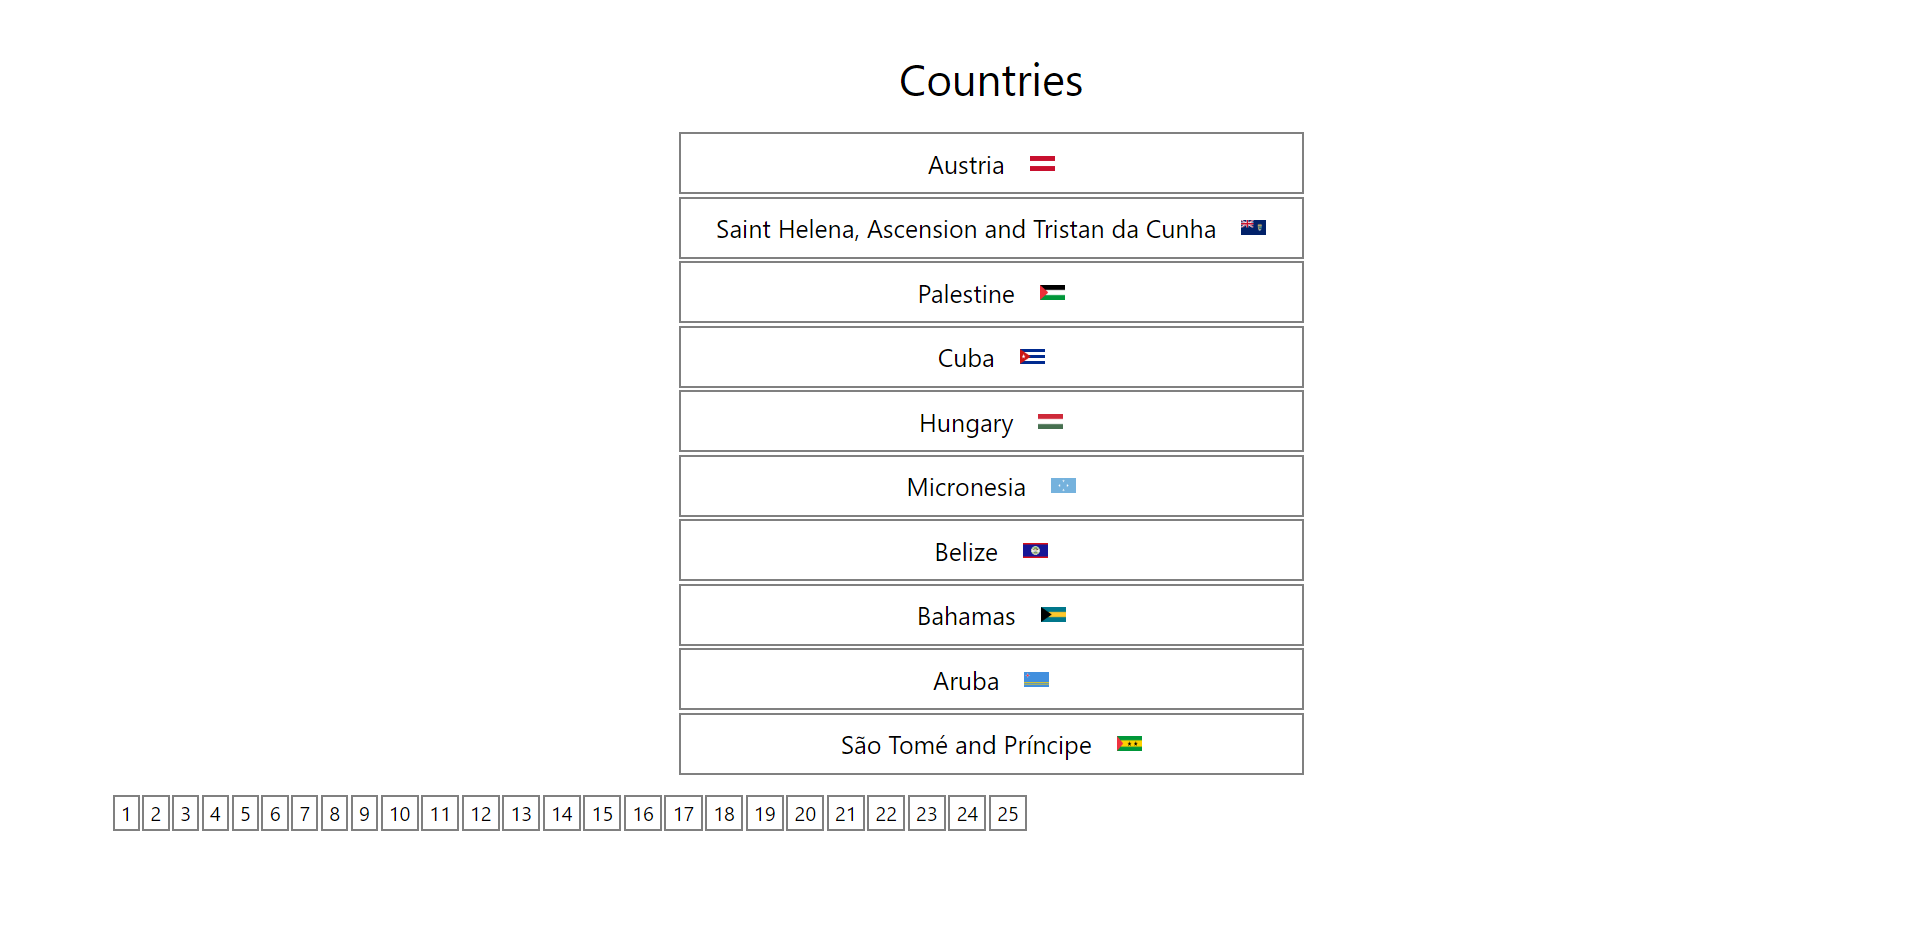 Countries
Austria
Saint Helena, Ascension and Tristan da Cunha
Palestine
Cuba
Hungary
Micronesia
Belize
Bahamas
Aruba
São Tomé and Príncipe
1 2 3 4 5 6 7 8 9 10 11 12 13 14 15 16 17 18 19 20 21 22 23 24 25